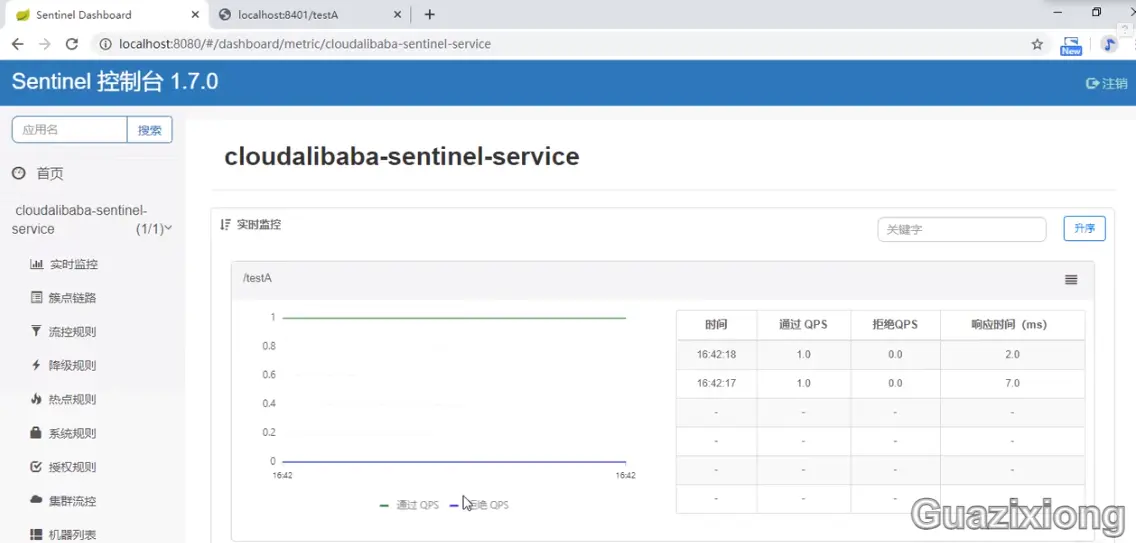 Sentinel Dashboard
localhost:8401/testA
localhost:8080/#/dashboard/metric/cloudalibaba-sentinel-service
New
Sentinel 控制台 1.7.0
注销
应用名
搜索
首页
cloudalibaba-sentinel-
service
(1/1)
实时监控
簇点链路
流控规则
降级规则
热点规则
系统规则
授权规则
集群流控
机器列表
cloudalibaba-sentinel-service
实时监控
关键字
升序
/testA
1
0.8
0.6
0.4
0.2
0
16:42
16:42
通过 QPS
绝 QPS
时间 通过 QPS 拒绝QPS 响应时间 (ms)
16:42:18 1.0 0.0 2.0
16:42:17 1.0 0.0 7.0
- - - -
- - - -
- - - -
- - - -
Guazixiong